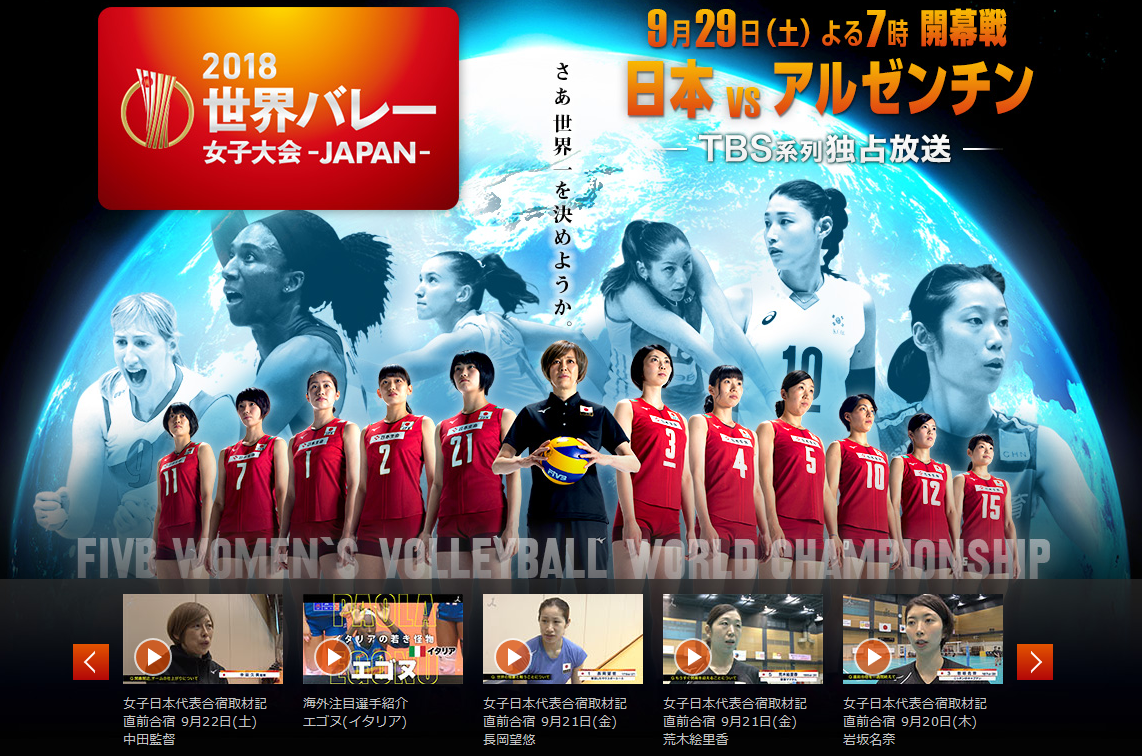 2018
世界バレー
女子大会 -JAPAN-
9月29日(土) よる7時 開幕戦
日本 vs アルゼンチン
TBS系列独占放送
さあ 世界一を決めようか。
10
CHN
11
7
1
2
21
3
4
5
10
12
15
FIVB
FIVB WOMEN`S VOLLEYBALL WORLD CHAMPIONSHIP
PAOLA
イタリアの若き怪物
イタリア
エゴヌ
EGONU
女子日本代表合宿取材記
直前合宿 9月22日(土)
中田監督
海外注目選手紹介
エゴヌ(イタリア)
女子日本代表合宿取材記
直前合宿 9月21日(金)
長岡望悠
女子日本代表合宿取材記
直前合宿 9月21日(金)
荒木絵里香
女子日本代表合宿取材記
直前合宿 9月20日(木)
岩坂名奈